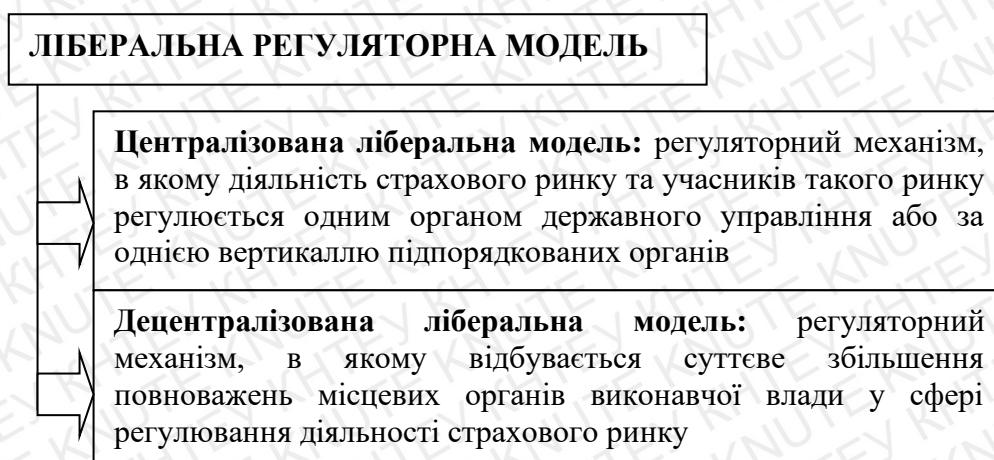 ЛІБЕРАЛЬНА РЕГУЛЯТОРНА МОДЕЛЬ
Централізована ліберальна модель: регуляторний механізм,
в якому діяльність страхового ринку та учасників такого ринку
регулюється одним органом державного управління або за
однією вертикаллю підпорядкованих органів
Децентралізована ліберальна модель: регуляторний
механізм, в якому відбувається суттєве збільшення
повноважень місцевих органів виконавчої влади у сфері
регулювання діяльності страхового ринку